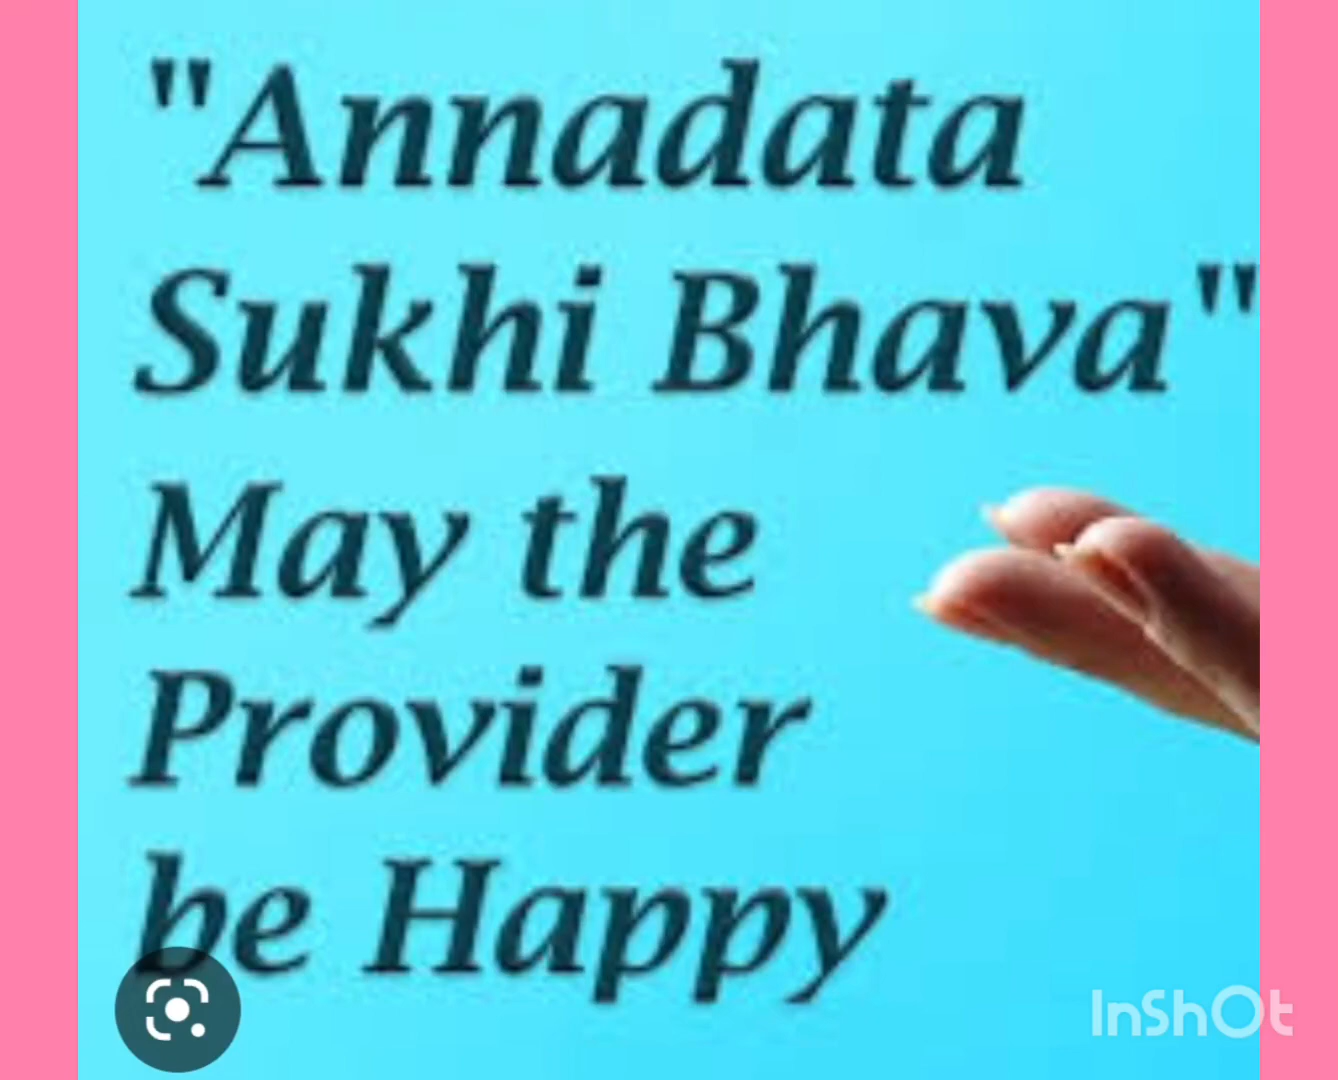 "Annadata
Sukhi Bhava"
May the
Provider
be Happy
InShOt